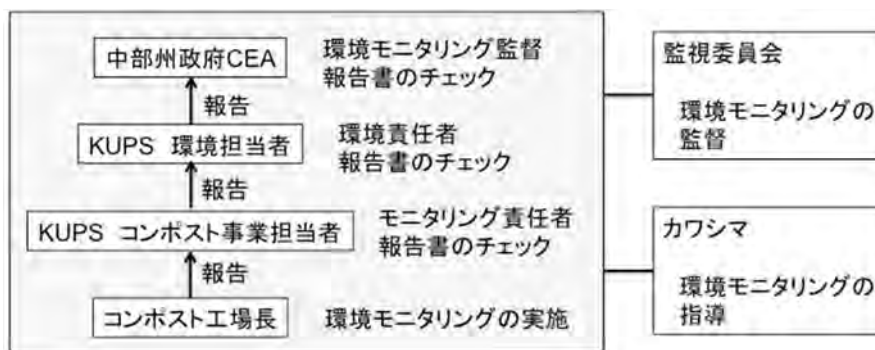 中部州政府CEA
環境モニタリング監督
報告書のチェック
報告
KUPS 環境担当者
環境責任者
報告書のチェック
報告
KUPS コンポスト事業担当者
モニタリング責任者
報告書のチェック
報告
コンポスト工場長
環境モニタリングの実施
監視委員会
環境モニタリングの
監督
カワシマ
環境モニタリングの
指導